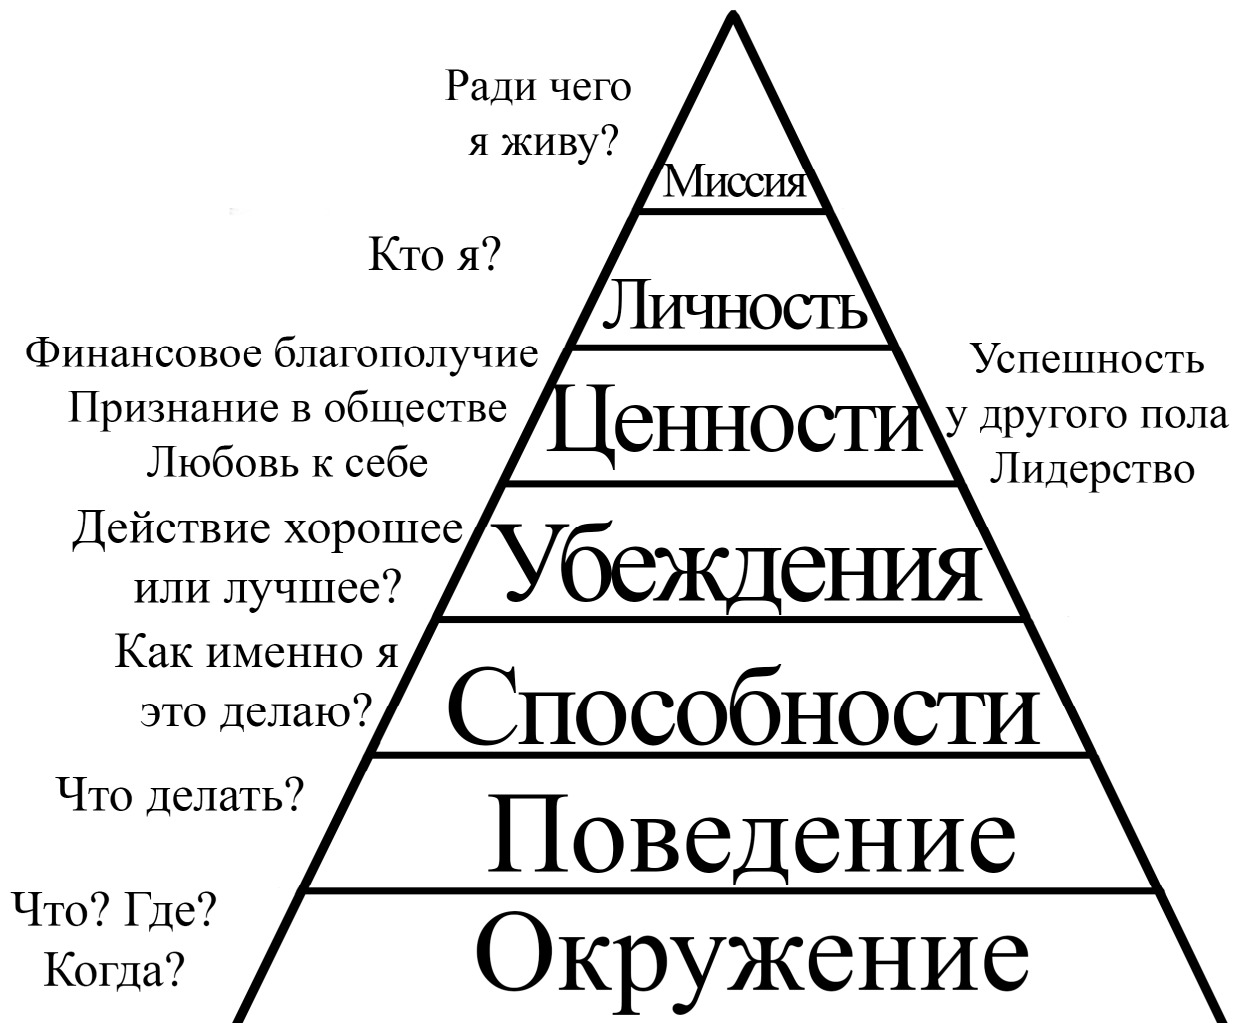 Ради чего
я живу?
Миссия
Кто я?
Личность
Финансовое благополучие
Признание в обществе
Любовь к себе
Ценности
Успешность
у другого пола
Лидерство
Действие хорошее
или лучшее?
Убеждения
Как именно я
это делаю?
Способности
Что делать?
Поведение
Что? Где?
Когда?
Окружение